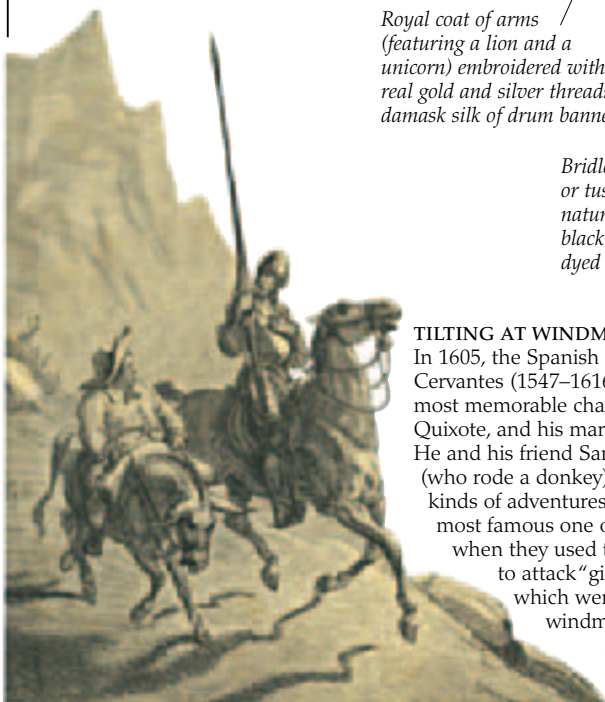 Royal coat of arms
(featuring a lion and a
unicorn) embroidered with
real gold and silver threads
damask silk of drum banne
Bridle
or tus
natur
black
dyed
TILTING AT WINDM
In 1605, the Spanish
Cervantes (1547–1616
most memorable cha
Quixote, and his mar
He and his friend San
(who rode a donkey)
kinds of adventures
most famous one o
when they used t
to attack“gi
which wer
windm